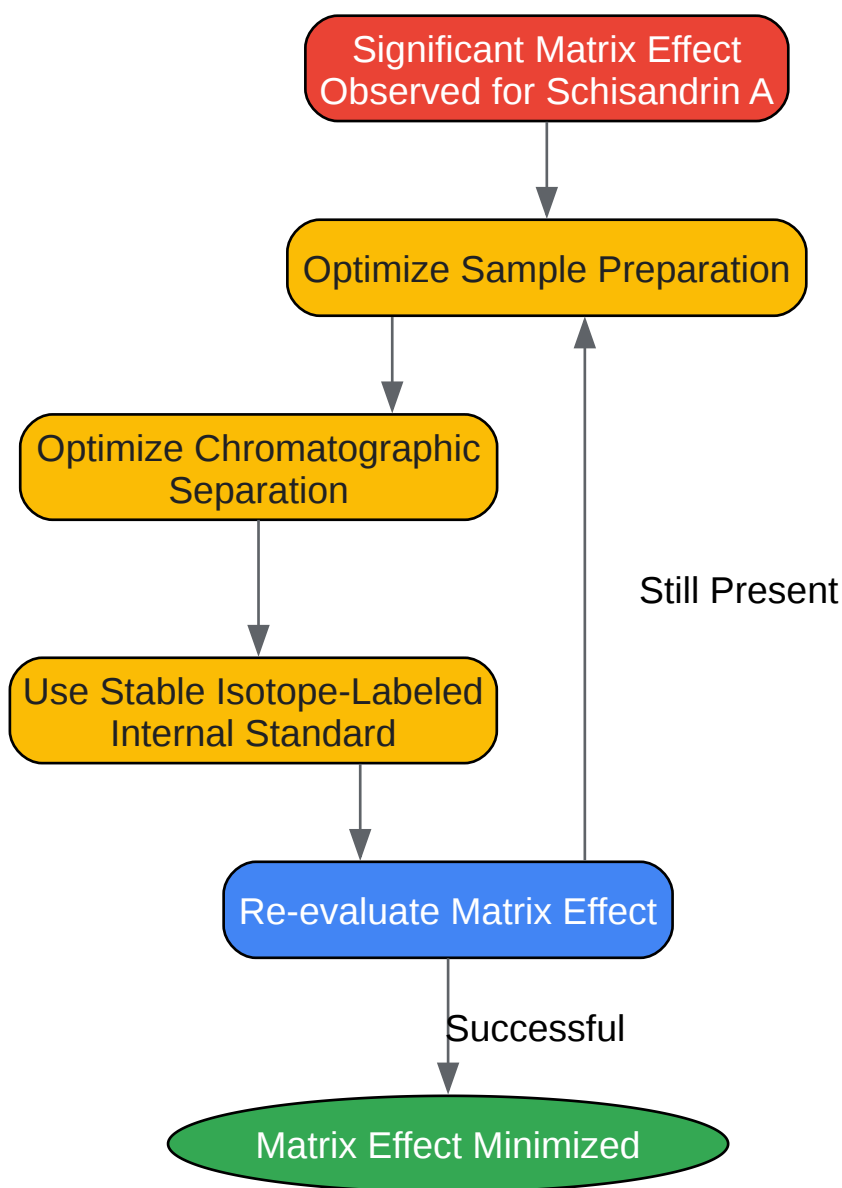 Significant Matrix Effect
Observed for Schisandrin A
Optimize Sample Preparation
Optimize Chromatographic
Separation
Still Present
Use Stable Isotope-Labeled
Internal Standard
Re-evaluate Matrix Effect
Successful
Matrix Effect Minimized